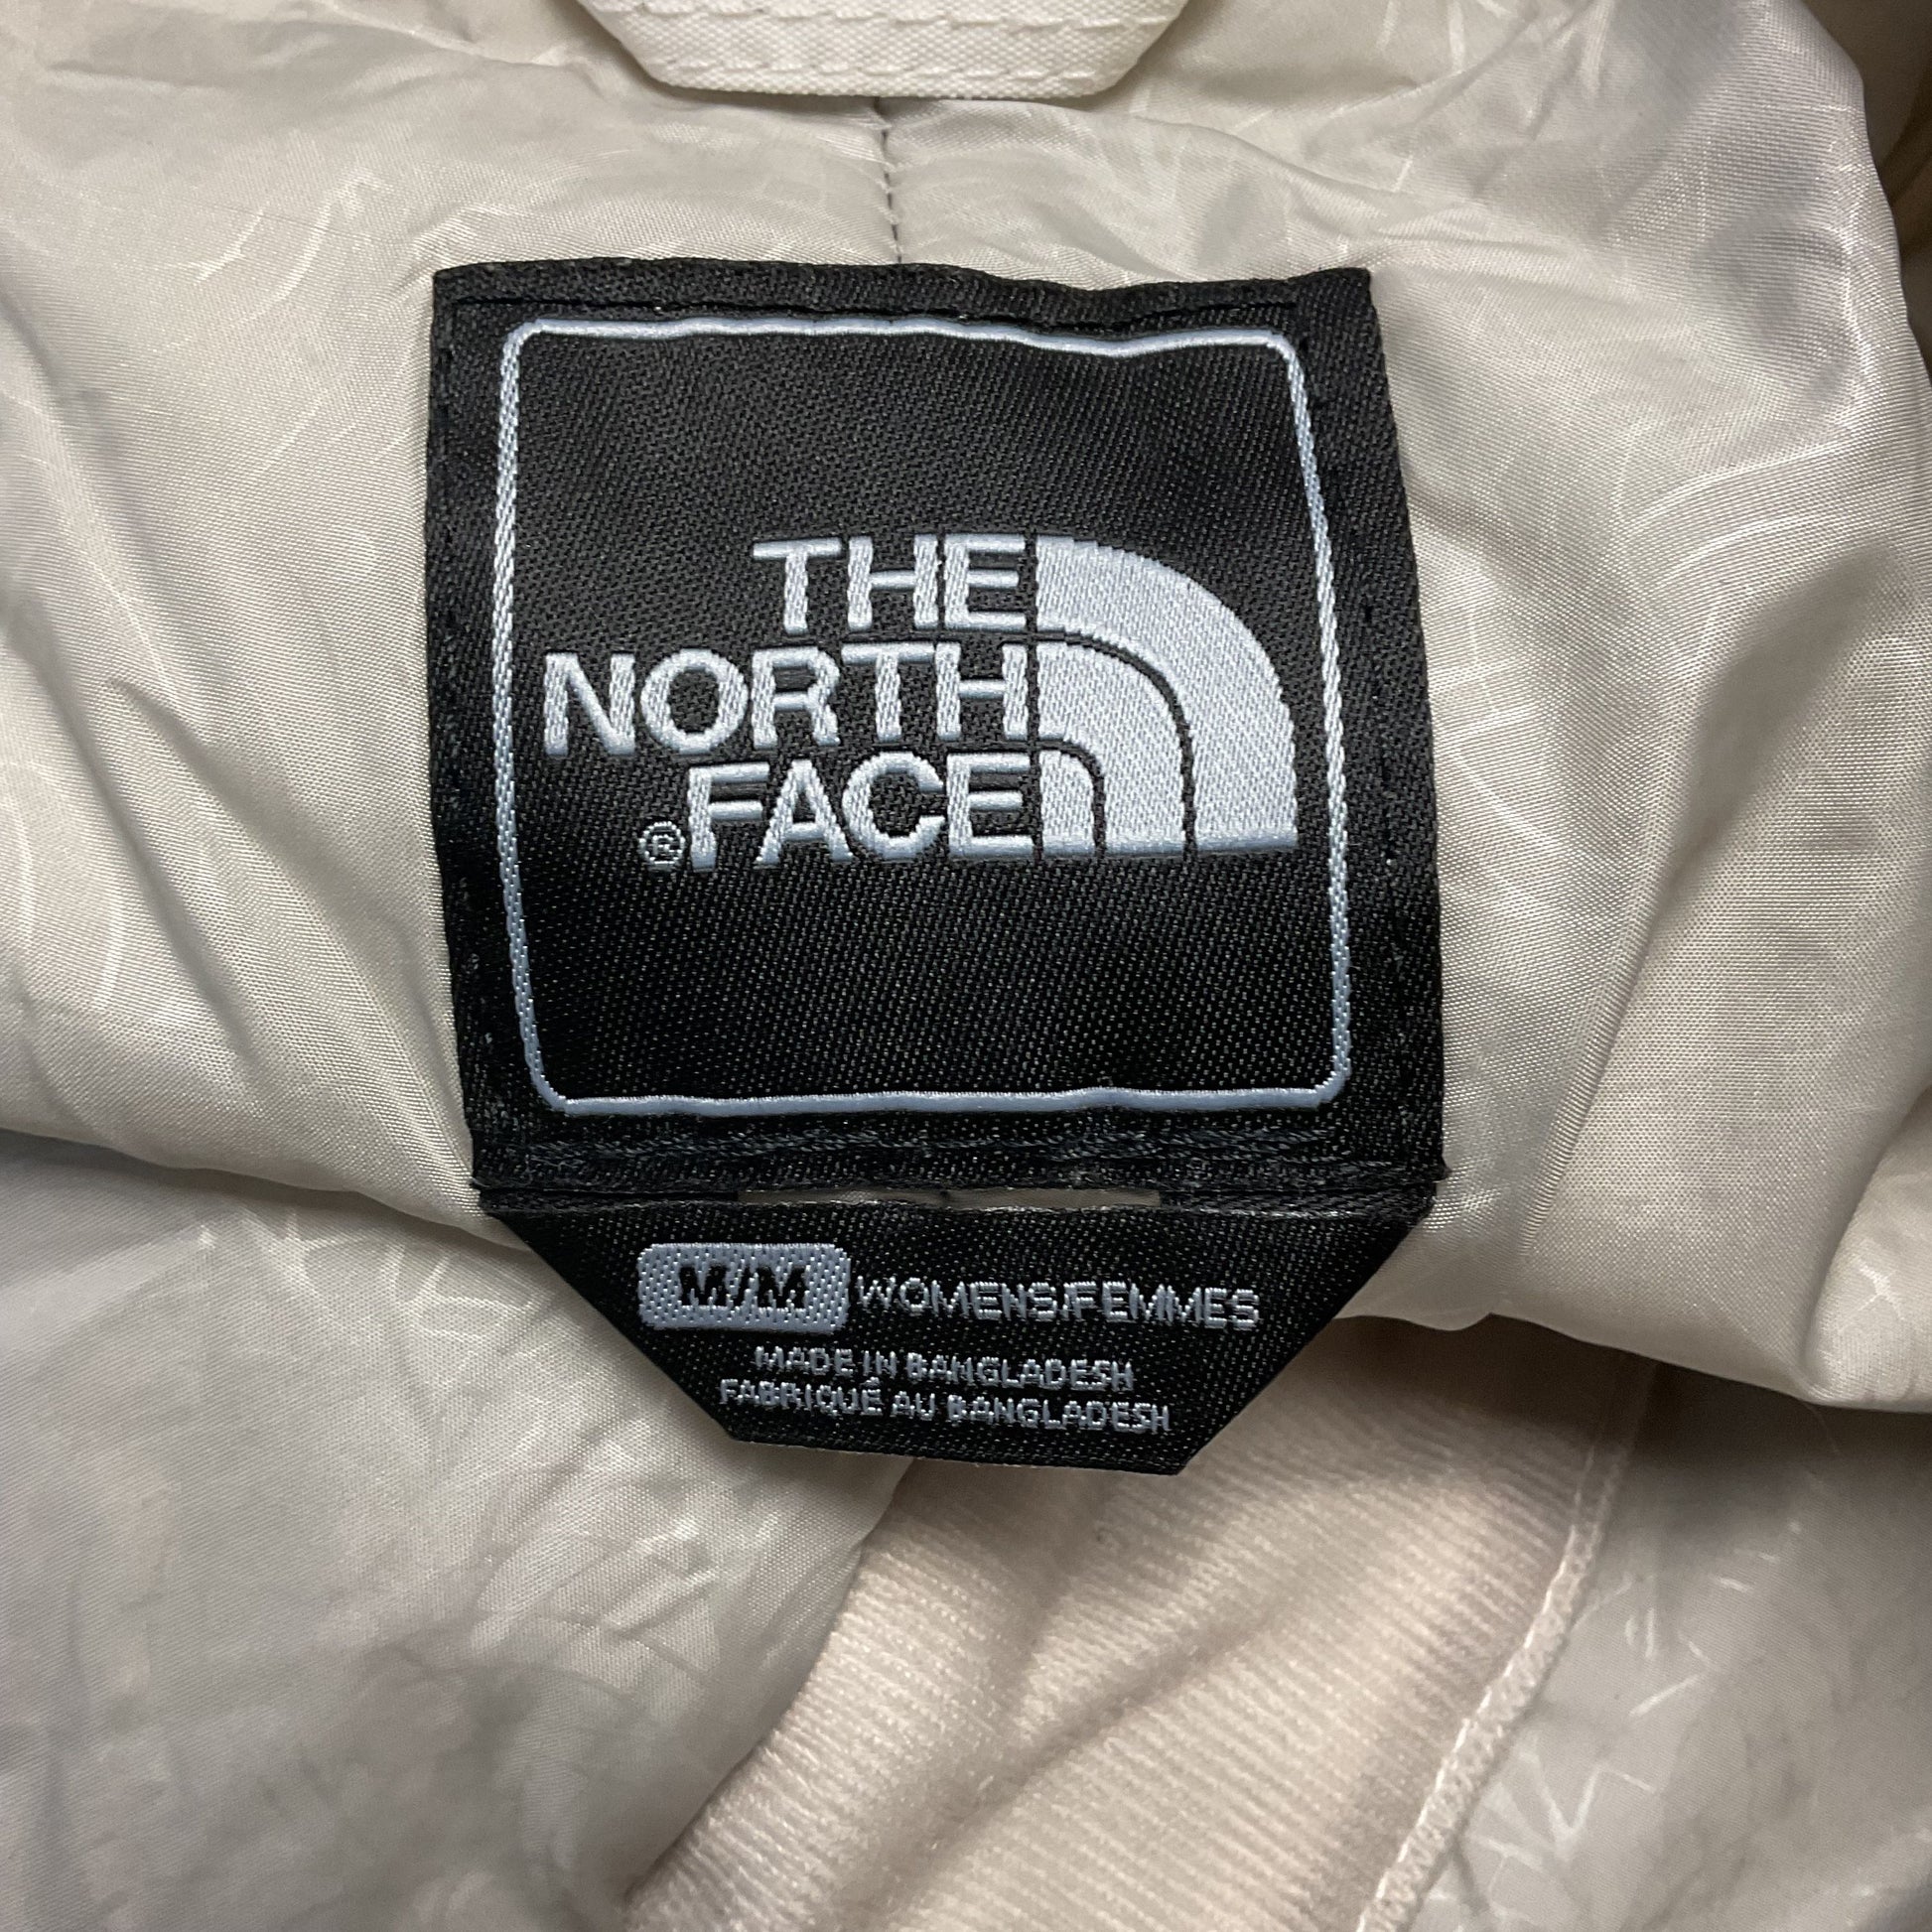 THE
NORTH
®FACE
M/M WOMENS/FEMMES
MADE IN BANGLADESH
FABRIQUÉ AU BANGLADESH